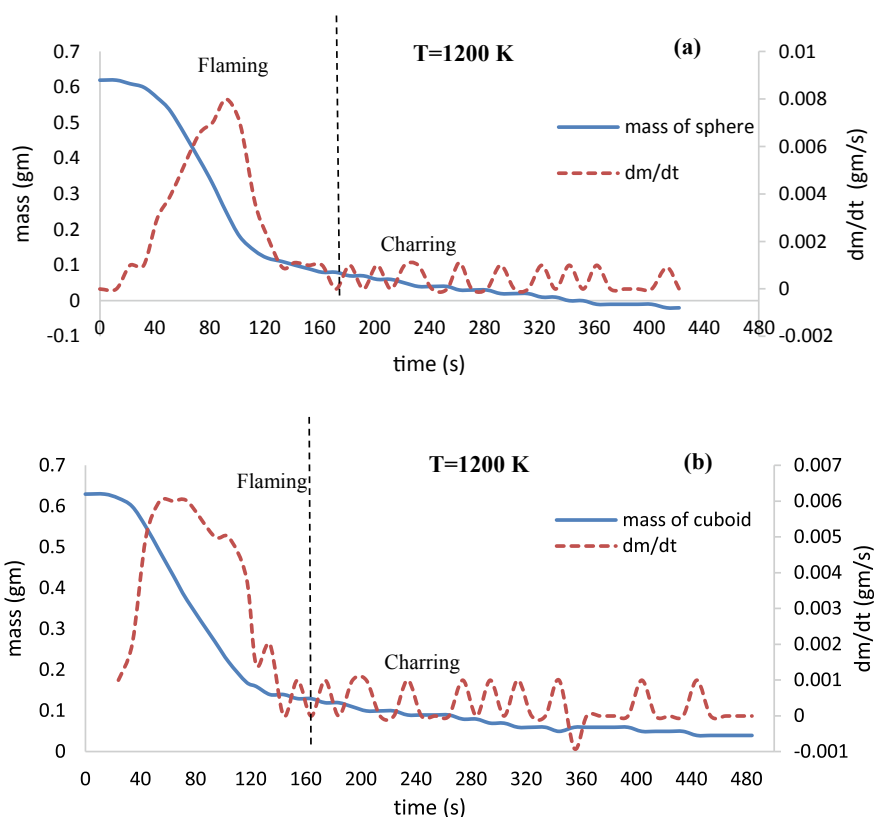 T=1200 K
(a)
Flaming
0.7
0.6
0.5
0.4
0.3
0.2
0.1
0
-0.1
mass (gm)
0.01
0.008
0.006
0.004
0.002
0
-0.002
dm/dt (gm/s)
mass of sphere
dm/dt
Charring
0 40 80 120 160 200 240 280 320 360 400 440 480
time (s)
T=1200 K
(b)
Flaming
0.7
0.6
0.5
0.4
0.3
0.2
0.1
0
mass (gm)
0.007
0.006
0.005
0.004
0.003
0.002
0.001
0
-0.001
dm/dt (gm/s)
mass of cuboid
dm/dt
Charring
0 40 80 120 160 200 240 280 320 360 400 440 480
time (s)